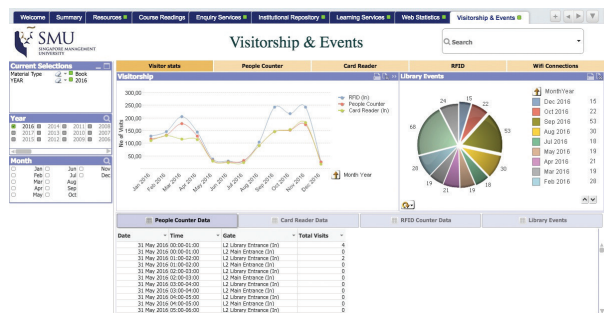 Welcome Summary Resources Course Readings Enquiry Services Institutional Repository Learning Services Web Statistics Visitorship & Events
SMU
SINGAPORE MANAGEMENT
UNIVERSITY
Visitorship & Events
Search
Current Selections
Material Type Book
YEAR 2016
Year
2016 2014 2011 2008
2017 2013 2010 2007
2015 2012 2009 2006
Month
Jan Jun Nov
Feb Jul Dec
Mar Aug
Apr Sep
May Oct
Visitor stats People Counter Card Reader RFID Wifi Connections
Visitorship
No of Visits
300,00
250,00
200,00
150,00
100,00
50,00
RFID (In)
People Counter
Card Reader (In)
Jan 2016 Feb 2016 Mar 2016 Apr 2016 May 2016 Jun 2016 Jul 2016 Aug 2016 Sep 2016 Oct 2016 Nov 2016 Dec 2016
Month Year
Library Events
15
22
53
30
18
19
21
19
28
68
24
MonthYear
Dec 2016 15
Oct 2016 22
Sep 2016 53
Aug 2016 30
Jul 2016 18
May 2016 19
Apr 2016 21
Mar 2016 19
Feb 2016 28
People Counter Data Card Reader Data RFID Counter Data Library Events
Date Time Gate Total Visits
31 May 2016 00:00-01:00 L2 Library Entrance (In) 4
31 May 2016 00:00-01:00 L2 Main Entrance (In) 0
31 May 2016 01:00-02:00 L2 Library Entrance (In) 2
31 May 2016 01:00-02:00 L2 Main Entrance (In) 0
31 May 2016 02:00-03:00 L2 Library Entrance (In) 0
31 May 2016 02:00-03:00 L2 Main Entrance (In) 0
31 May 2016 03:00-04:00 L2 Library Entrance (In) 0
31 May 2016 03:00-04:00 L2 Main Entrance (In) 0
31 May 2016 04:00-05:00 L2 Library Entrance (In) 0
31 May 2016 04:00-05:00 L2 Main Entrance (In) 0
31 May 2016 05:00-06:00 L2 Library Entrance (In) 0